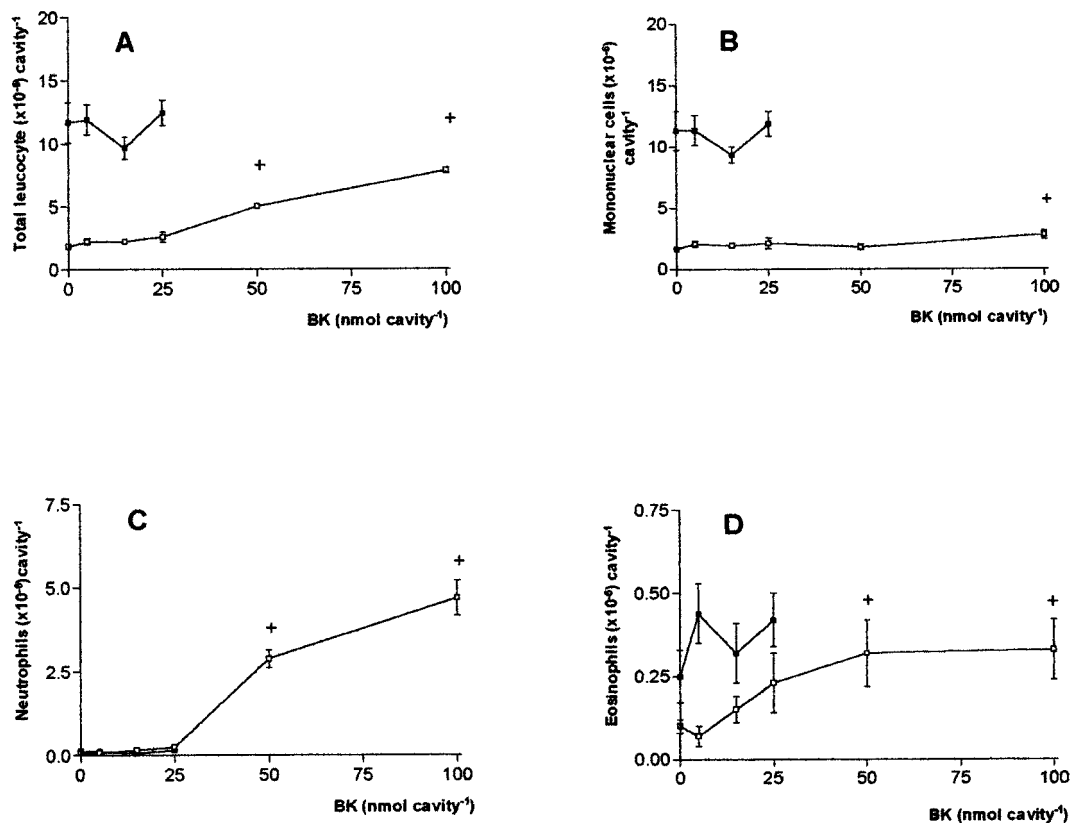 A
Total leucocyte (x10⁻⁶) cavity⁻¹
20
15
10
5
0
+
+
0 25 50 75 100
BK (nmol cavity⁻¹)
B
Mononuclear cells (x10⁻⁶)
cavity⁻¹
20
15
10
5
0
+
0 25 50 75 100
BK (nmol cavity⁻¹)
C
Neutrophils (x10⁻⁶) cavity⁻¹
7.5
5.0
2.5
0.0
+
+
0 25 50 75 100
BK (nmol cavity⁻¹)
D
Eosinophils (x10⁻⁶) cavity⁻¹
0.75
0.50
0.25
0.00
+
+
0 25 50 75 100
BK (nmol cavity⁻¹)